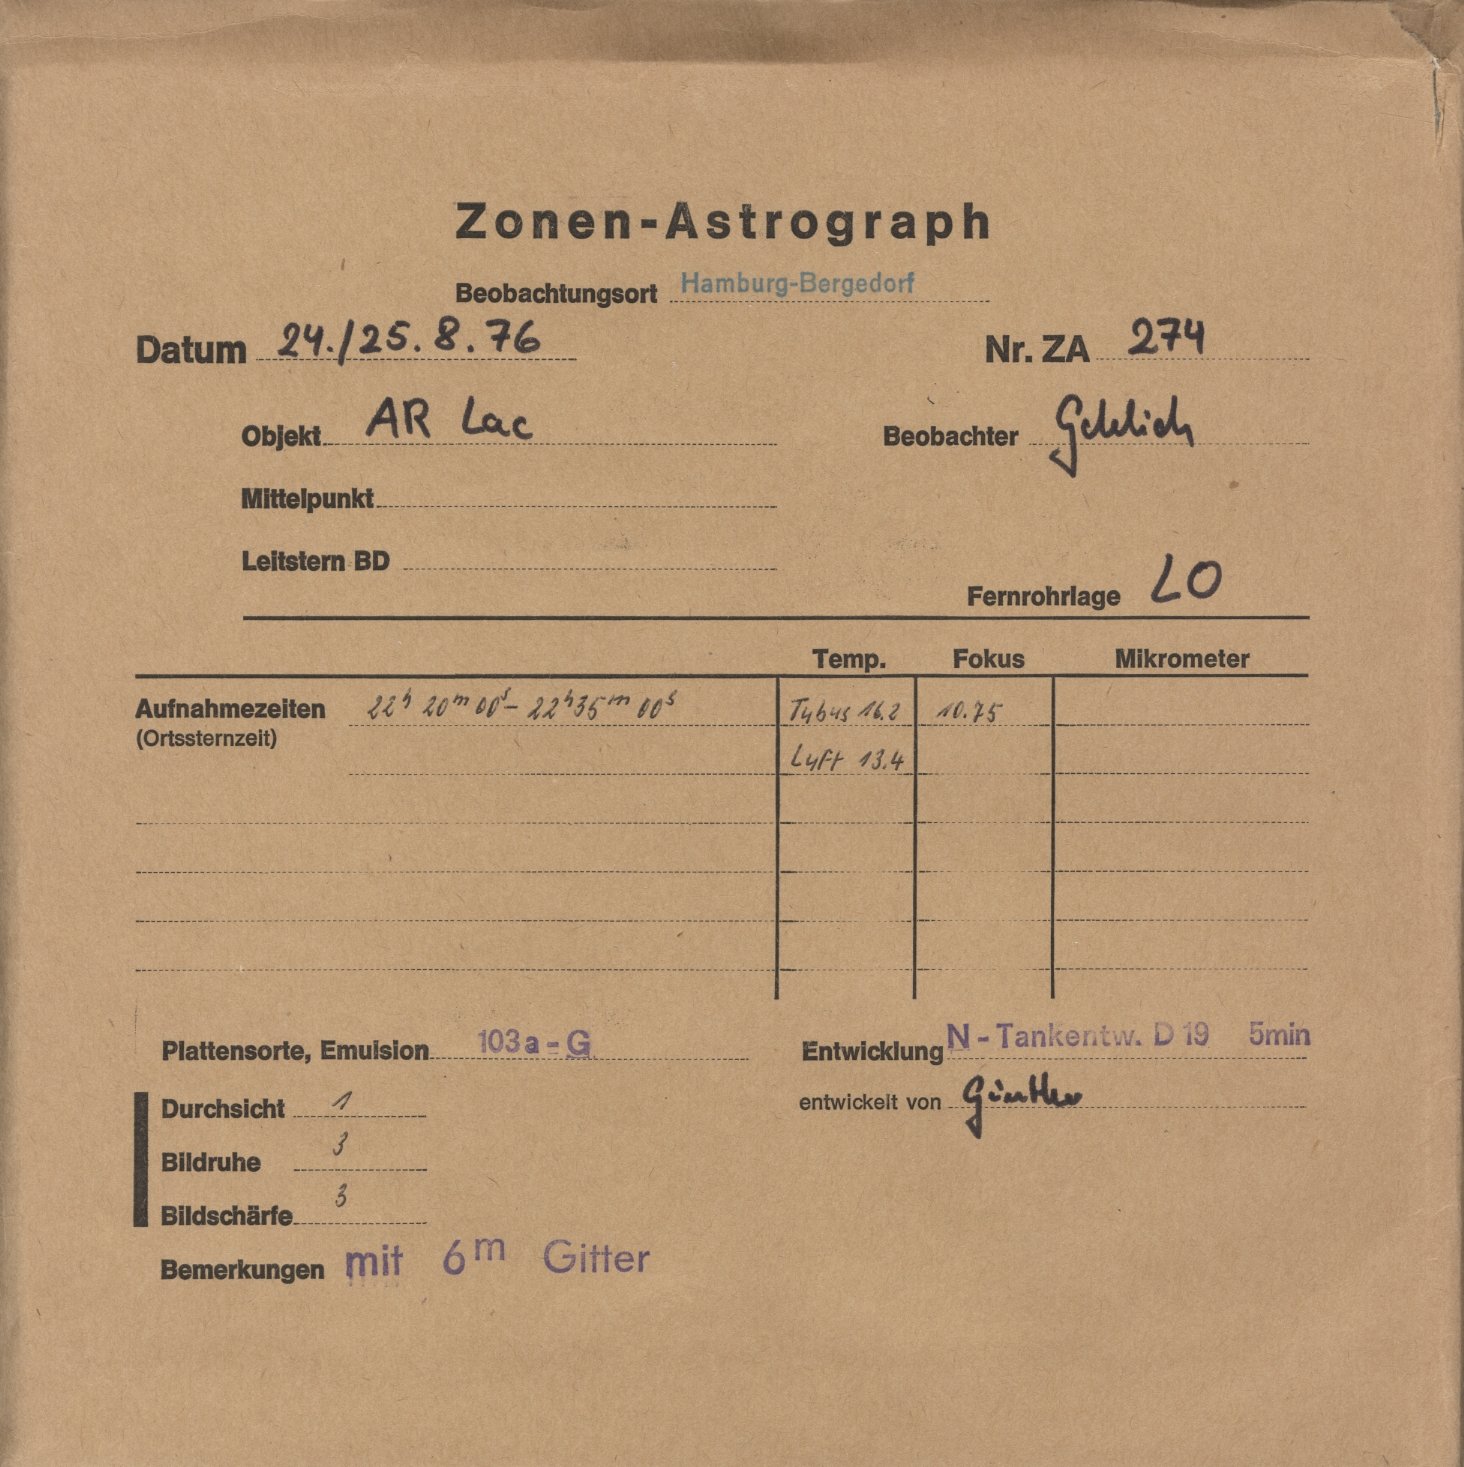 Zonen-Astrograph
Beobachtungsort Hamburg-Bergedorf
Datum 24./25.8.76 Nr. ZA 274
Objekt AR Lac Beobachter
Mittelpunkt
Leitstern BD
Fernrohrlage LO
Temp. Fokus Mikrometer
Aufnahmezeiten 22h 20m 00s - 22h 35m 00s Tubus 16.2 10.75
(Ortssternzeit)
Luft 13.4
Plattensorte, Emulsion 103a-G Entwicklung N-Tankentw. D19 5min
Durchsicht 1 entwickelt von Günther
Bildruhe 3
Bildschärfe 3
Bemerkungen mit 6m Gitter